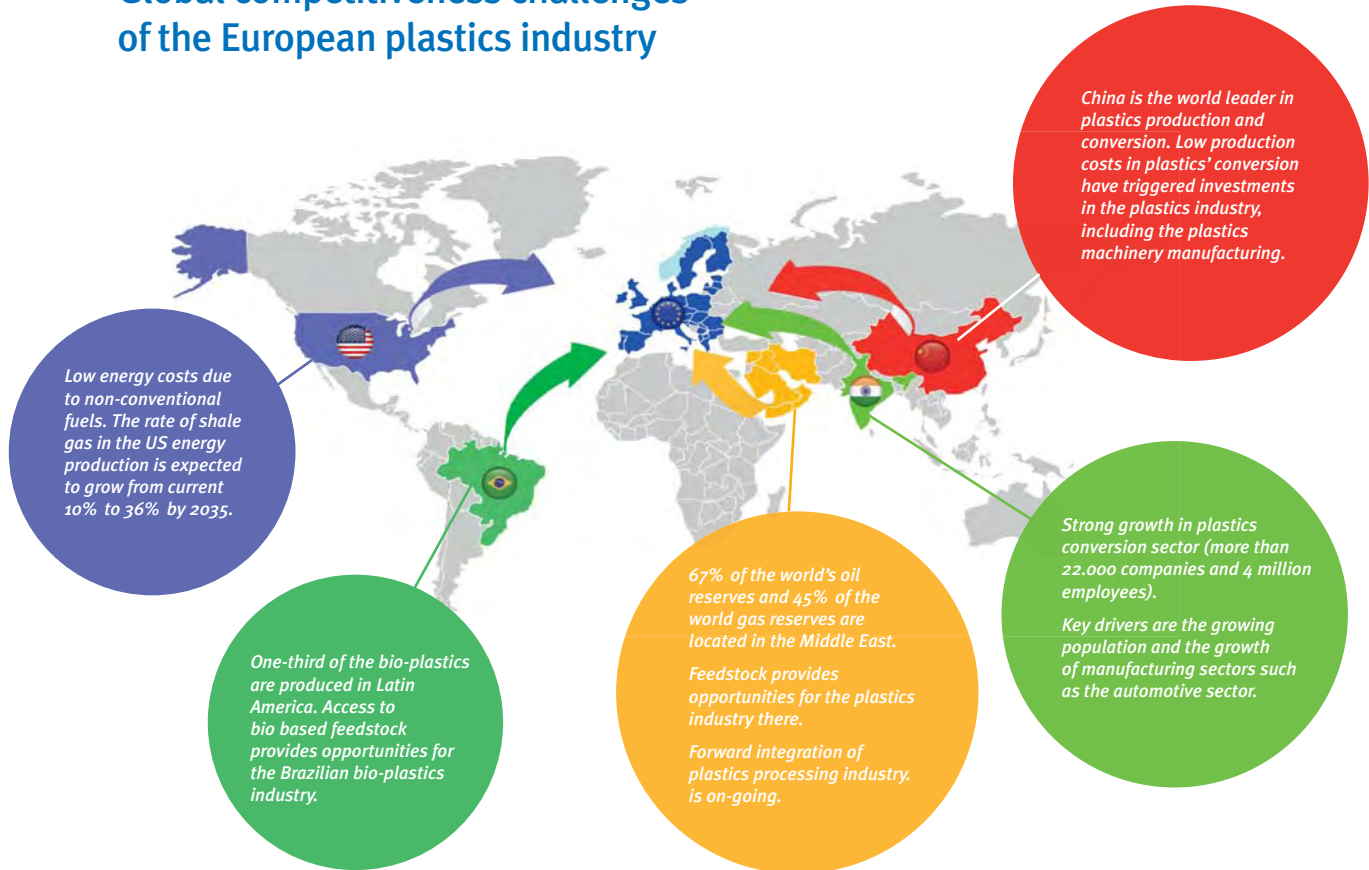 Global competitiveness challenges
of the European plastics industry
China is the world leader in
plastics production and
conversion. Low production
costs in plastics’ conversion
have triggered investments
in the plastics industry,
including the plastics
machinery manufacturing.
Low energy costs due
to non-conventional
fuels. The rate of shale
gas in the US energy
production is expected
to grow from current
10% to 36% by 2035.
One-third of the bio-plastics
are produced in Latin
America. Access to
bio based feedstock
provides opportunities for
the Brazilian bio-plastics
industry.
67% of the world’s oil
reserves and 45% of the
world gas reserves are
located in the Middle East.
Feedstock provides
opportunities for the plastics
industry there.
Forward integration of
plastics processing industry.
is on-going.
Strong growth in plastics
conversion sector (more than
22.000 companies and 4 million
employees).
Key drivers are the growing
population and the growth
of manufacturing sectors such
as the automotive sector.